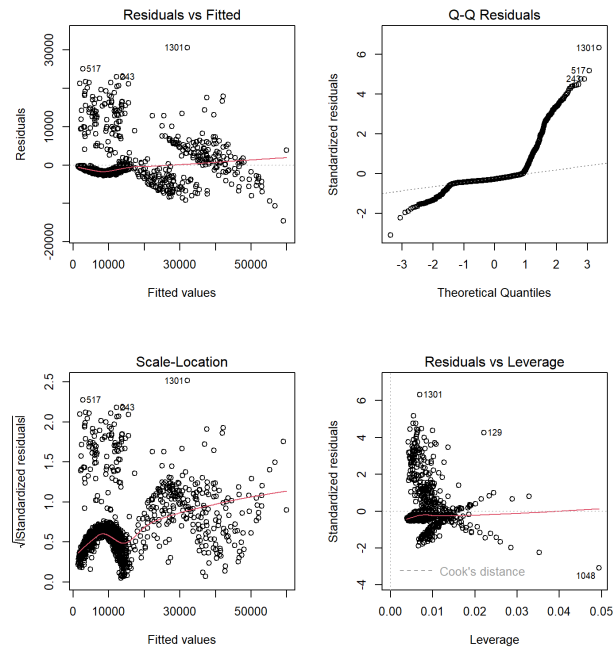 Residuals vs Fitted
Residuals
30000
10000
0
-20000
1301
517
243
0 10000 30000 50000
Fitted values
Q-Q Residuals
Standardized residuals
6
4
2
0
-2
1301
517
243
-3 -2 -1 0 1 2 3
Theoretical Quantiles
Scale-Location
√|Standardized residuals|
2.5
2.0
1.5
1.0
0.5
0.0
1301
517
243
0 10000 30000 50000
Fitted values
Residuals vs Leverage
Standardized residuals
6
4
2
0
-2
-4
1301
129
1048
Cook's distance
0.00 0.01 0.02 0.03 0.04 0.05
Leverage